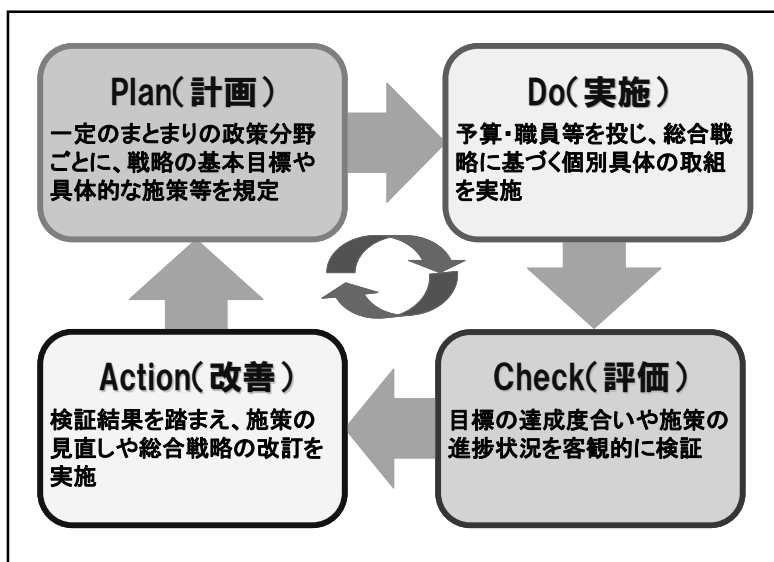 Plan(計画)
一定のまとまりの政策分野
ごとに、戦略の基本目標や
具体的な施策等を規定
Do(実施)
予算・職員等を投じ、総合戦
略に基づく個別具体の取組
を実施
Check(評価)
目標の達成度合いや施策の
進捗状況を客観的に検証
Action(改善)
検証結果を踏まえ、施策の
見直しや総合戦略の改訂を
実施